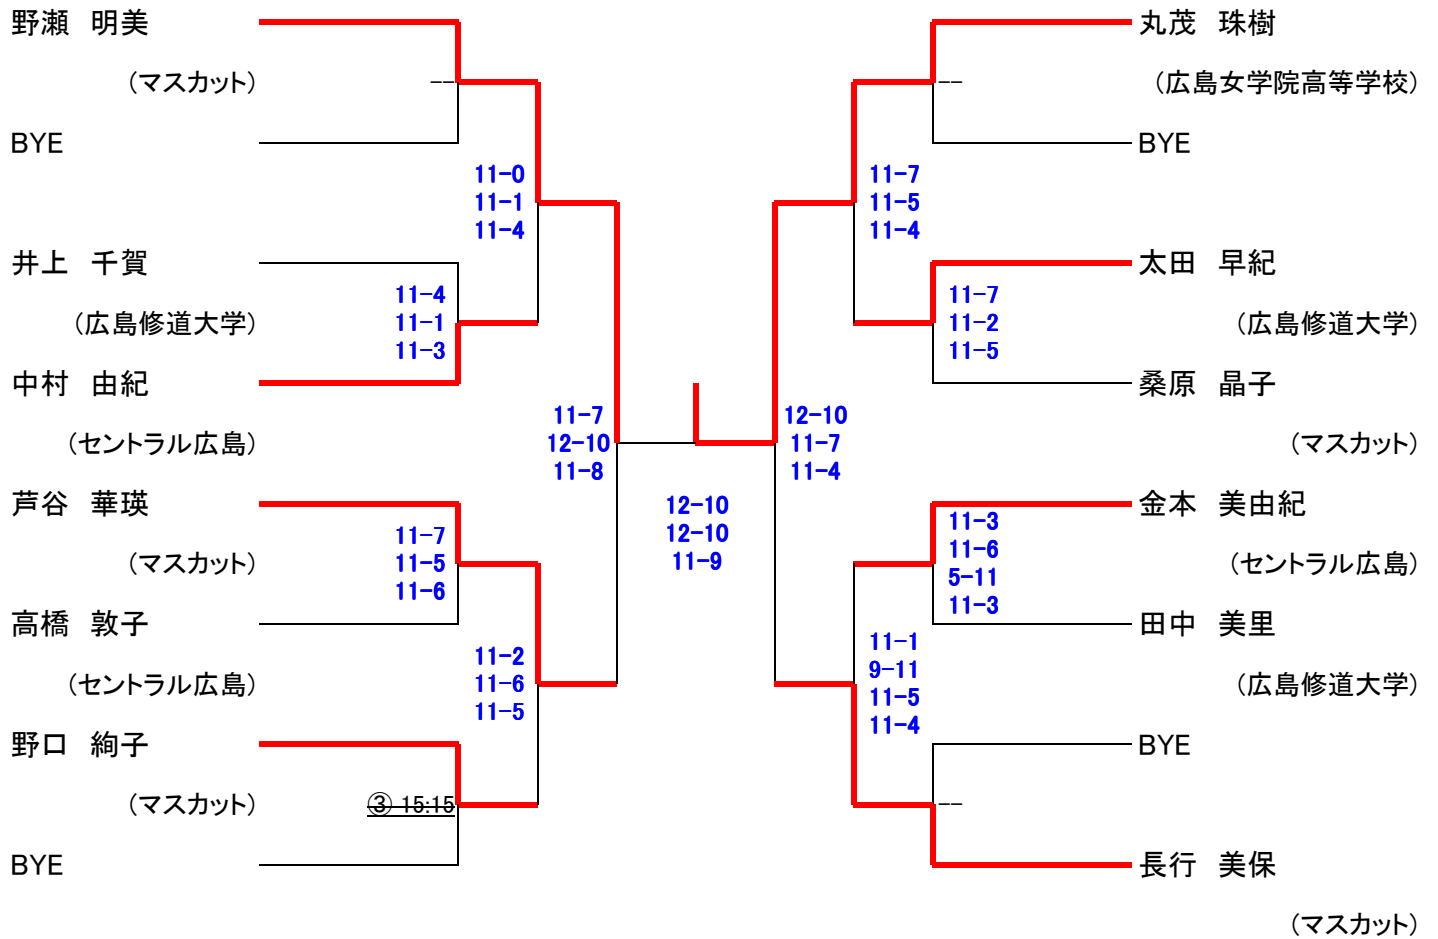 野瀬　明美
(マスカット)
--
BYE
11-0
11-1
11-4
井上　千賀
(広島修道大学)
11-4
11-1
11-3
中村　由紀
(セントラル広島)
11-7
12-10
11-8
芦谷　華瑛
(マスカット)
11-7
11-5
11-6
高橋　敦子
(セントラル広島)
11-2
11-6
11-5
野口　絢子
(マスカット)
③ 15:15
BYE
12-10
12-10
11-9
丸茂　珠樹
--
(広島女学院高等学校)
BYE
11-7
11-5
11-4
太田　早紀
11-7
11-2
11-5
(広島修道大学)
桑原　晶子
(マスカット)
12-10
11-7
11-4
金本　美由紀
11-3
11-6
5-11
11-3
(セントラル広島)
田中　美里
(広島修道大学)
11-1
9-11
11-5
11-4
BYE
--
長行　美保
(マスカット)